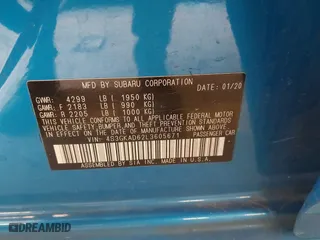 MFD. BY SUBARU CORPORATION DATE: 01/20
GVWR: 4299 LB (1950 KG)
GAWR: F 2183 LB (990 KG)
GAWR: R 2205 LB (1000 KG)
THIS VEHICLE CONFORMS TO ALL APPLICABLE FEDERAL MOTOR
VEHICLE SAFETY, BUMPER, AND THEFT PREVENTION STANDARDS
IN EFFECT ON THE DATE OF MANUFACTURE SHOWN ABOVE.
VIN: 4S3GKAD62L3605671 PASSENGER CAR
ASSEMBLED BY SIA, INC. MADE IN U.S.A.